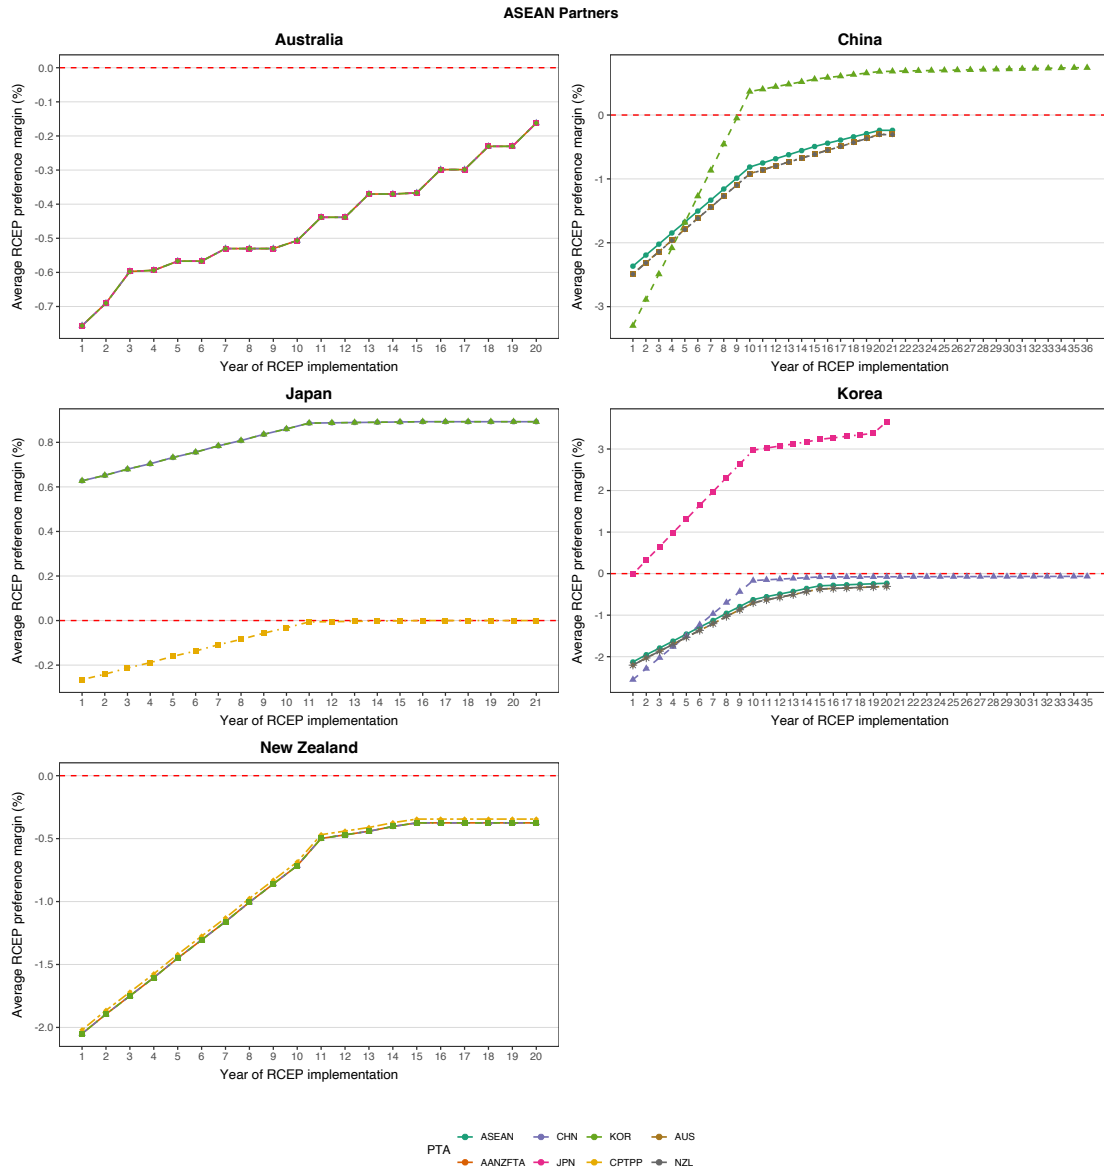 ASEAN Partners
Australia
Average RCEP preference margin (%)
0.0
-0.1
-0.2
-0.3
-0.4
-0.5
-0.6
-0.7
1 2 3 4 5 6 7 8 9 10 11 12 13 14 15 16 17 18 19 20
Year of RCEP implementation
China
Average RCEP preference margin (%)
0
-1
-2
-3
1 2 3 4 5 6 7 8 9 10 11 12 13 14 15 16 17 18 19 20 21 22 23 24 25 26 27 28 29 30 31 32 33 34 35 36
Year of RCEP implementation
Japan
Average RCEP preference margin (%)
0.8
0.6
0.4
0.2
0.0
-0.2
1 2 3 4 5 6 7 8 9 10 11 12 13 14 15 16 17 18 19 20 21
Year of RCEP implementation
Korea
Average RCEP preference margin (%)
3
2
1
0
-1
-2
1 2 3 4 5 6 7 8 9 10 11 12 13 14 15 16 17 18 19 20 21 22 23 24 25 26 27 28 29 30 31 32 33 34 35
Year of RCEP implementation
New Zealand
Average RCEP preference margin (%)
0.0
-0.5
-1.0
-1.5
-2.0
1 2 3 4 5 6 7 8 9 10 11 12 13 14 15 16 17 18 19 20
Year of RCEP implementation
PTA
ASEAN CHN KOR AUS
AANZFTA JPN CPTPP NZL